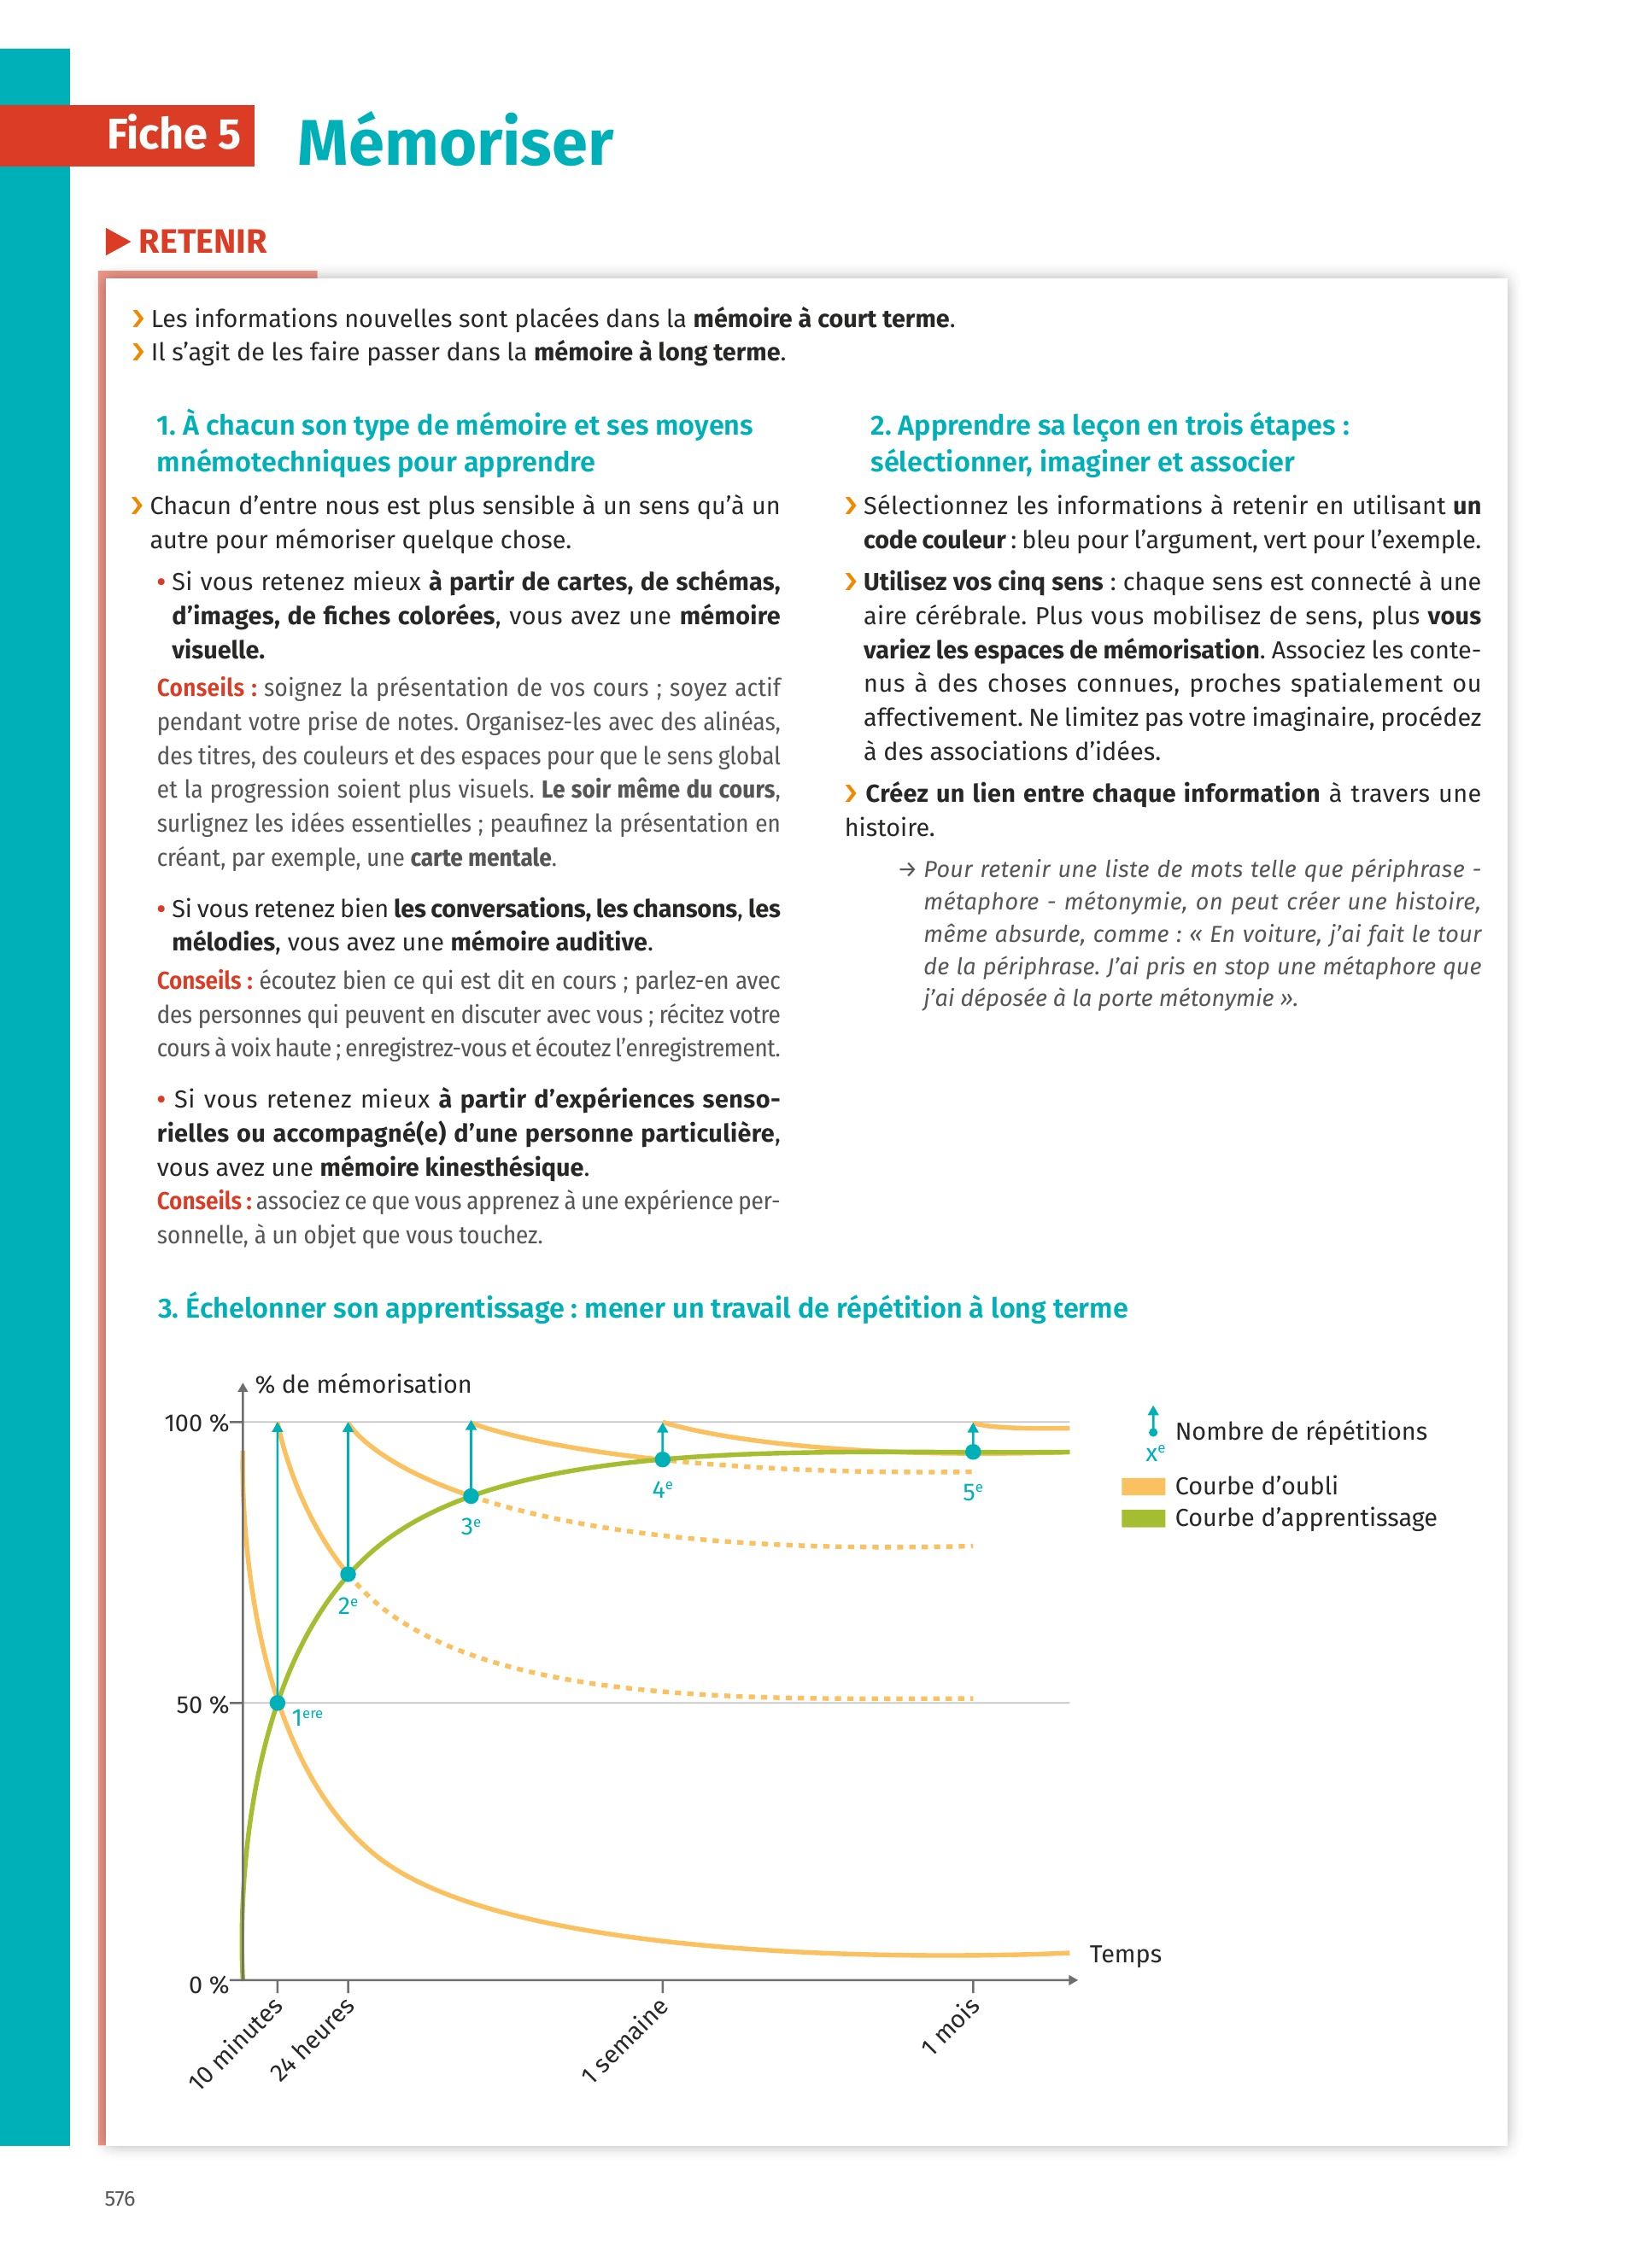 Fiche 5
Mémoriser
▶ RETENIR
› Les informations nouvelles sont placées dans la mémoire à court terme.
› Il s’agit de les faire passer dans la mémoire à long terme.
1. À chacun son type de mémoire et ses moyens
mnémotechniques pour apprendre
› Chacun d’entre nous est plus sensible à un sens qu’à un
autre pour mémoriser quelque chose.
• Si vous retenez mieux à partir de cartes, de schémas,
d’images, de fiches colorées, vous avez une mémoire
visuelle.
Conseils : soignez la présentation de vos cours ; soyez actif
pendant votre prise de notes. Organisez-les avec des alinéas,
des titres, des couleurs et des espaces pour que le sens global
et la progression soient plus visuels. Le soir même du cours,
surlignez les idées essentielles ; peaufinez la présentation en
créant, par exemple, une carte mentale.
• Si vous retenez bien les conversations, les chansons, les
mélodies, vous avez une mémoire auditive.
Conseils : écoutez bien ce qui est dit en cours ; parlez-en avec
des personnes qui peuvent en discuter avec vous ; récitez votre
cours à voix haute ; enregistrez-vous et écoutez l’enregistrement.
• Si vous retenez mieux à partir d’expériences senso-
rielles ou accompagné(e) d’une personne particulière,
vous avez une mémoire kinesthésique.
Conseils : associez ce que vous apprenez à une expérience per-
sonnelle, à un objet que vous touchez.
2. Apprendre sa leçon en trois étapes :
sélectionner, imaginer et associer
› Sélectionnez les informations à retenir en utilisant un
code couleur : bleu pour l’argument, vert pour l’exemple.
› Utilisez vos cinq sens : chaque sens est connecté à une
aire cérébrale. Plus vous mobilisez de sens, plus vous
variez les espaces de mémorisation. Associez les conte-
nus à des choses connues, proches spatialement ou
affectivement. Ne limitez pas votre imaginaire, procédez
à des associations d’idées.
› Créez un lien entre chaque information à travers une
histoire.
→ Pour retenir une liste de mots telle que périphrase -
métaphore - métonymie, on peut créer une histoire,
même absurde, comme : « En voiture, j’ai fait le tour
de la périphrase. J’ai pris en stop une métaphore que
j’ai déposée à la porte métonymie ».
3. Échelonner son apprentissage : mener un travail de répétition à long terme
% de mémorisation
100 %
50 %
0 %
1ere
2e
3e
4e
5e
xe Nombre de répétitions
Courbe d’oubli
Courbe d’apprentissage
Temps
10 minutes
24 heures
1 semaine
1 mois
576